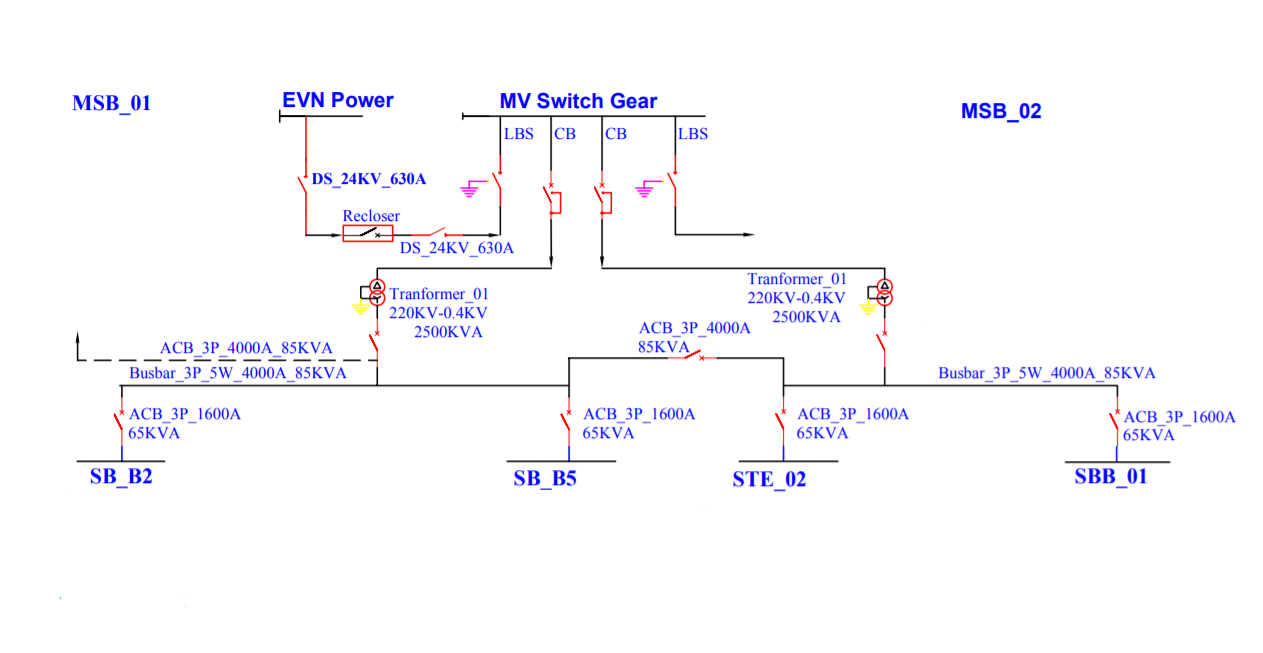 MSB_01
EVN Power
MV Switch Gear
MSB_02
LBS
CB
CB
LBS
DS_24KV_630A
Recloser
DS_24KV_630A
Tranformer_01
220KV-0.4KV
2500KVA
Tranformer_01
220KV-0.4KV
2500KVA
ACB_3P_4000A
85KVA
ACB_3P_4000A_85KVA
Busbar_3P_5W_4000A_85KVA
Busbar_3P_5W_4000A_85KVA
ACB_3P_1600A
65KVA
ACB_3P_1600A
65KVA
ACB_3P_1600A
65KVA
ACB_3P_1600A
65KVA
SB_B2
SB_B5
STE_02
SBB_01